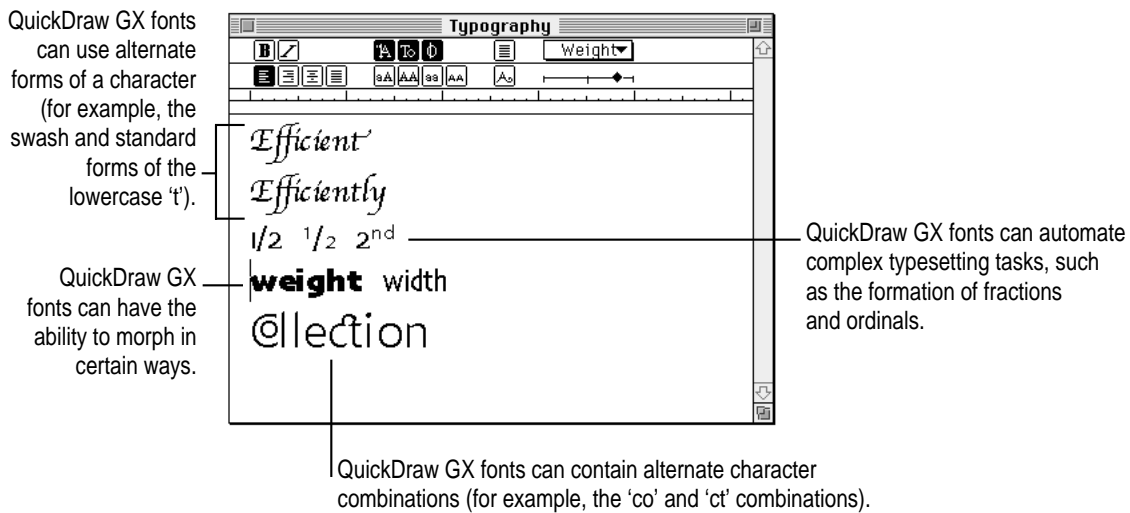 QuickDraw GX fonts
can use alternate
forms of a character
(for example, the
swash and standard
forms of the
lowercase ‘t’).
QuickDraw GX
fonts can have the
ability to morph in
certain ways.
Typography
B I
Weight
Efficient
Efficiently
1/2 1/2 2nd
weight width
Collection
QuickDraw GX fonts can automate
complex typesetting tasks, such
as the formation of fractions
and ordinals.
QuickDraw GX fonts can contain alternate character
combinations (for example, the ‘co’ and ‘ct’ combinations).